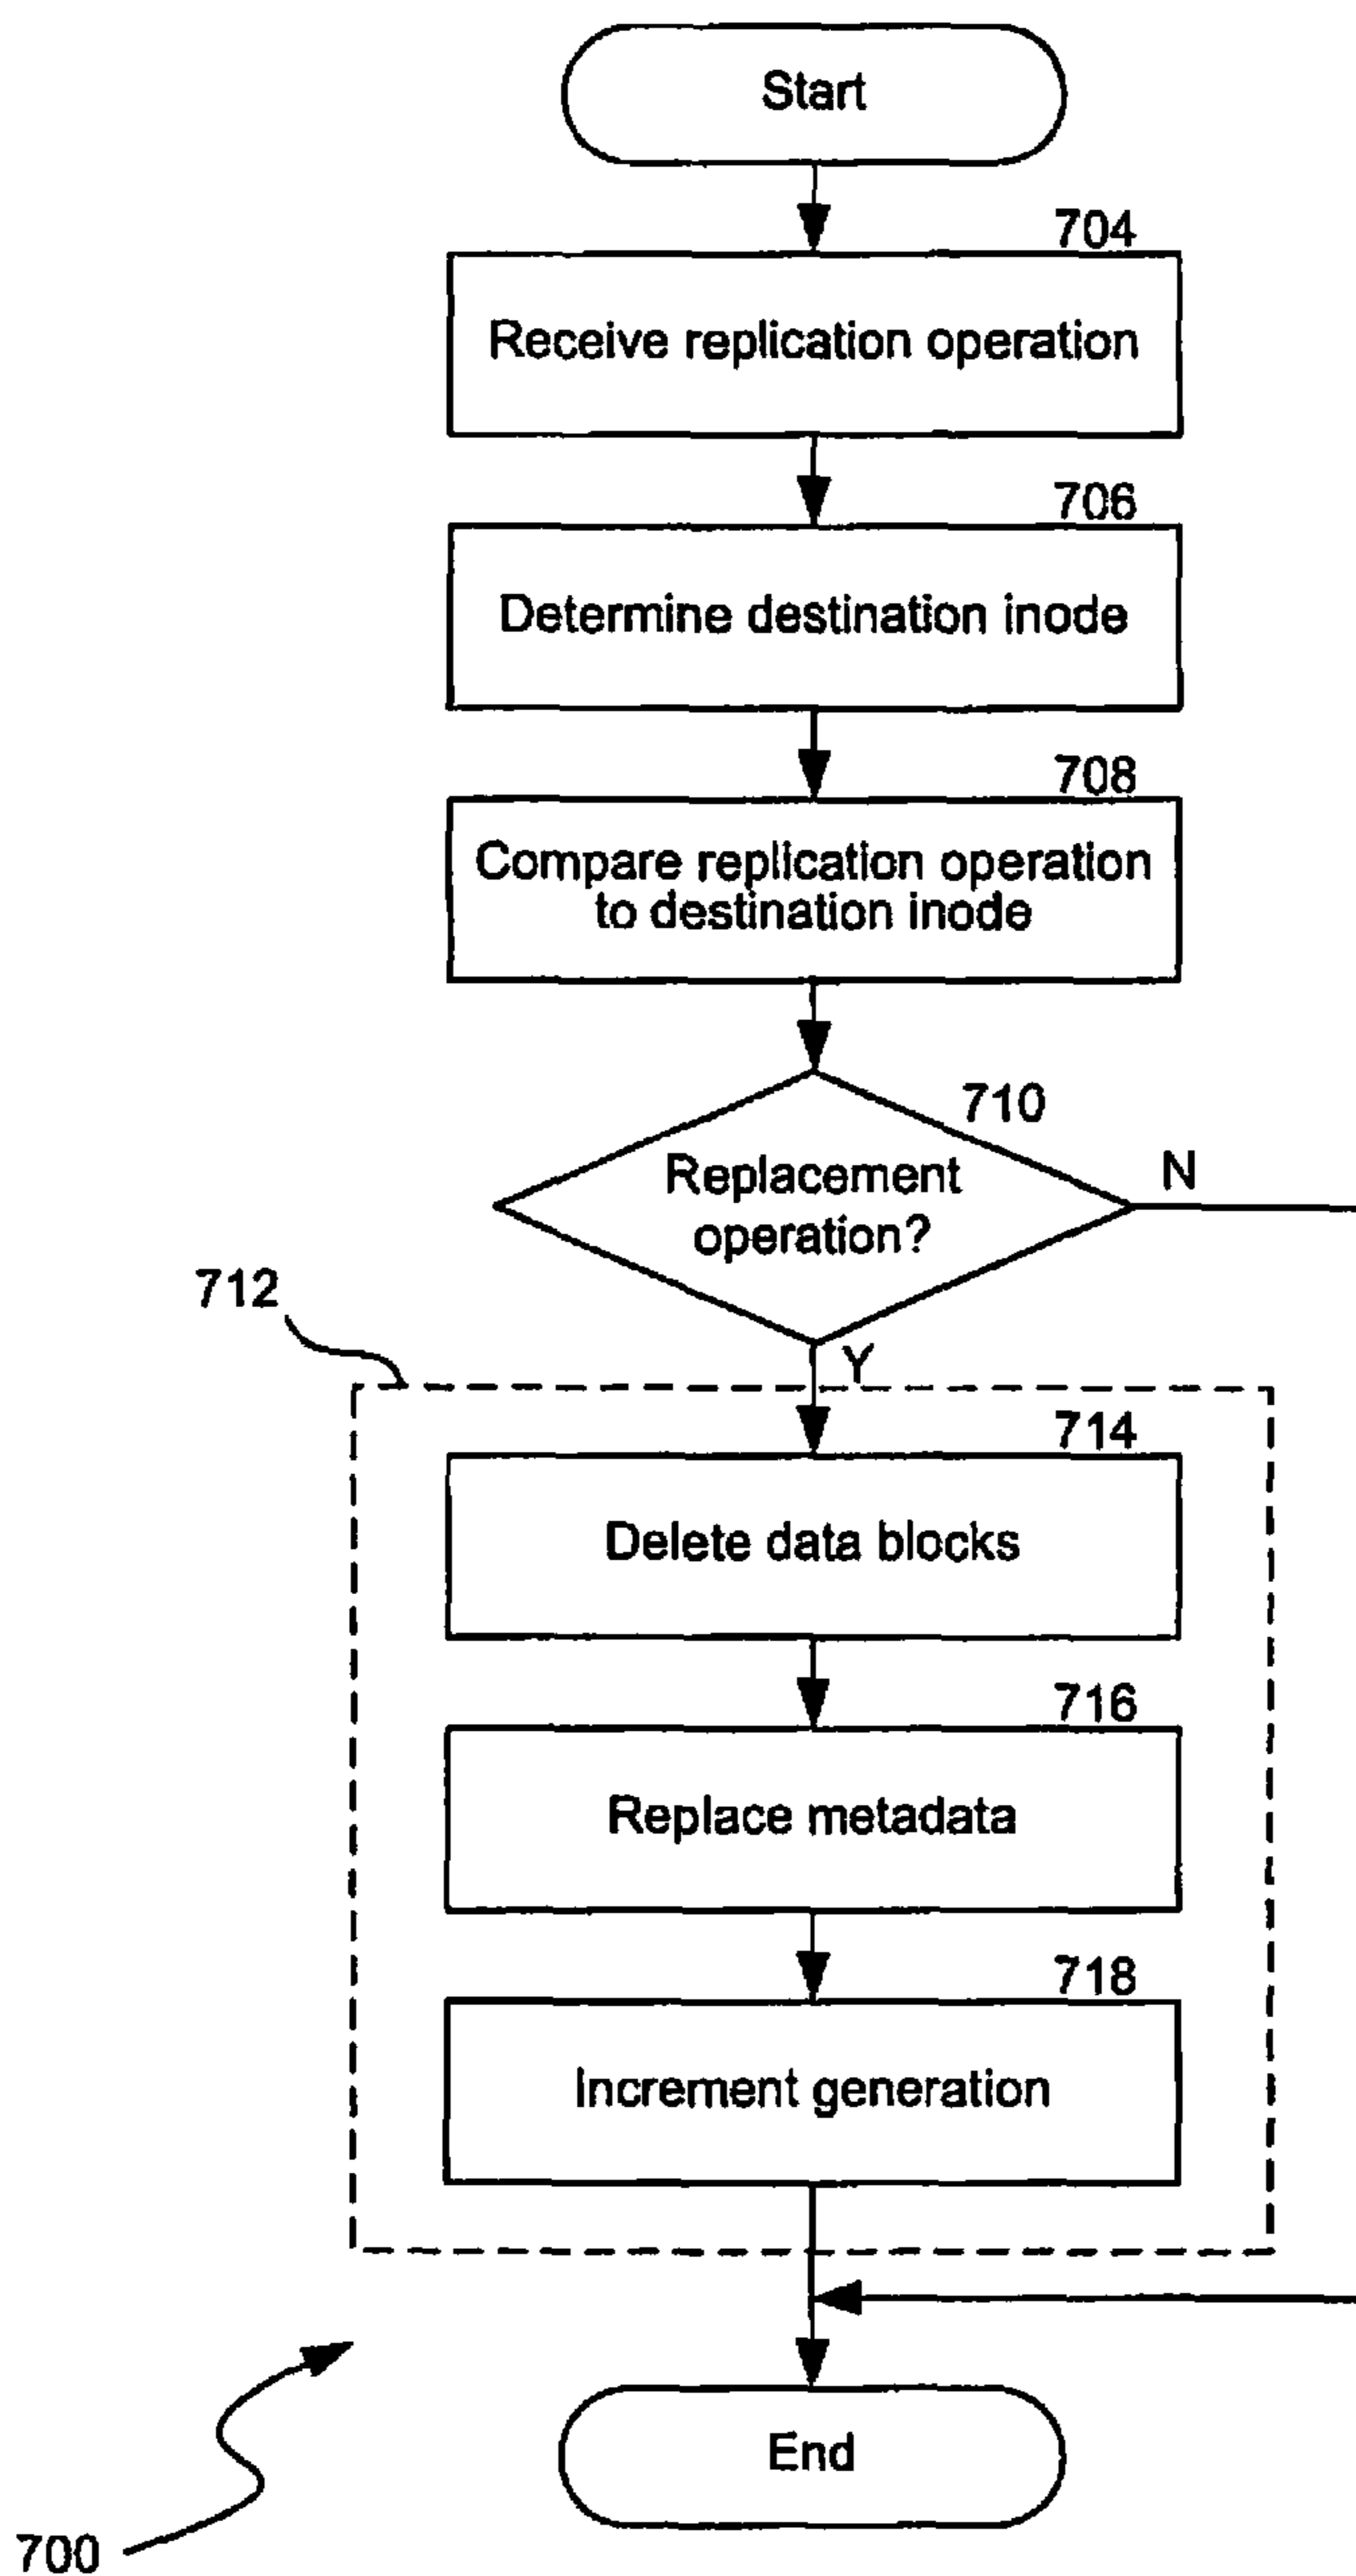 Start
704
Receive replication operation
706
Determine destination inode
708
Compare replication operation
to destination inode
710
Replacement
operation?
N
712
Y
714
Delete data blocks
716
Replace metadata
718
Increment generation
End
700